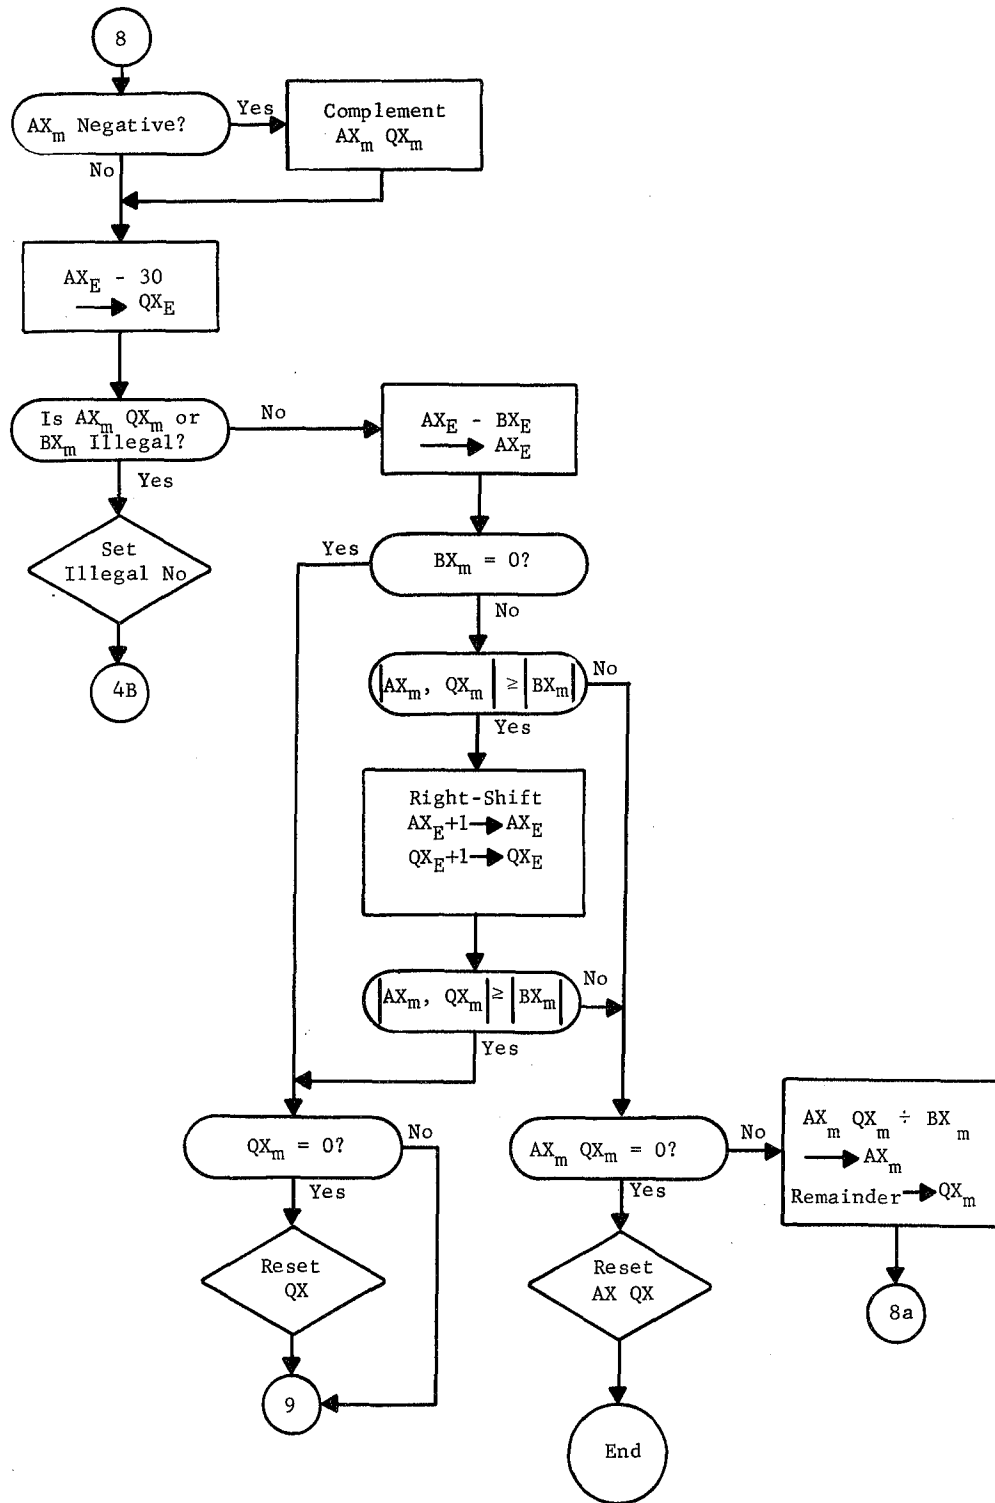 8
AXm Negative?
Yes
Complement
AXm QXm
No
AXE - 30
→ QXE
Is AXm QXm or
BXm Illegal?
No
Yes
AXE - BXE
→ AXE
Set
Illegal No
4B
BXm = 0?
Yes
No
|AXm, QXm| ≥ |BXm|
No
Yes
Right-Shift
AXE+1→AXE
QXE+1→QXE
|AXm, QXm| ≥ |BXm|
No
Yes
QXm = 0?
No
Yes
Reset
QX
9
AXm QXm = 0?
No
Yes
Reset
AX QX
End
AXm QXm ÷ BXm
→ AXm
Remainder → QXm
8a